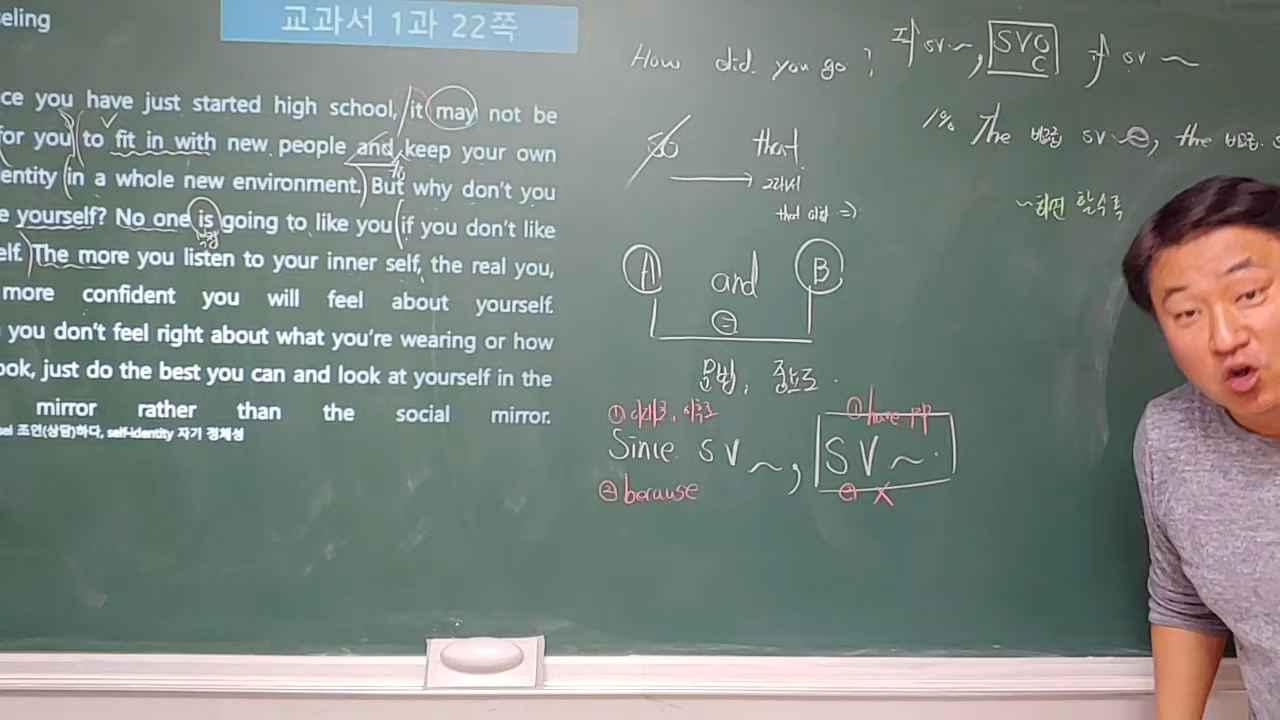 eling
교과서 1과 22쪽
ce you have just started high school, it may not be
for you to fit in with new people and keep your own
entity in a whole new environment. But why don't you
e yourself? No one is going to like you if you don't like
elf. The more you listen to your inner self, the real you,
more confident you will feel about yourself.
you don't feel right about what you're wearing or how
ook, just do the best you can and look at yourself in the
mirror rather than the social mirror.
sel 조언(상담)하다, self-identity 자기 정체성
to
How did you go?
SV~, SVO
C
SV~
1% The 비교급 SV~, the 비교급
~하면 할수록
so that
그래서
that 이하 =)
A and B
=
문법,
①
Since SV~, SV~.
② because
① have pp
② X